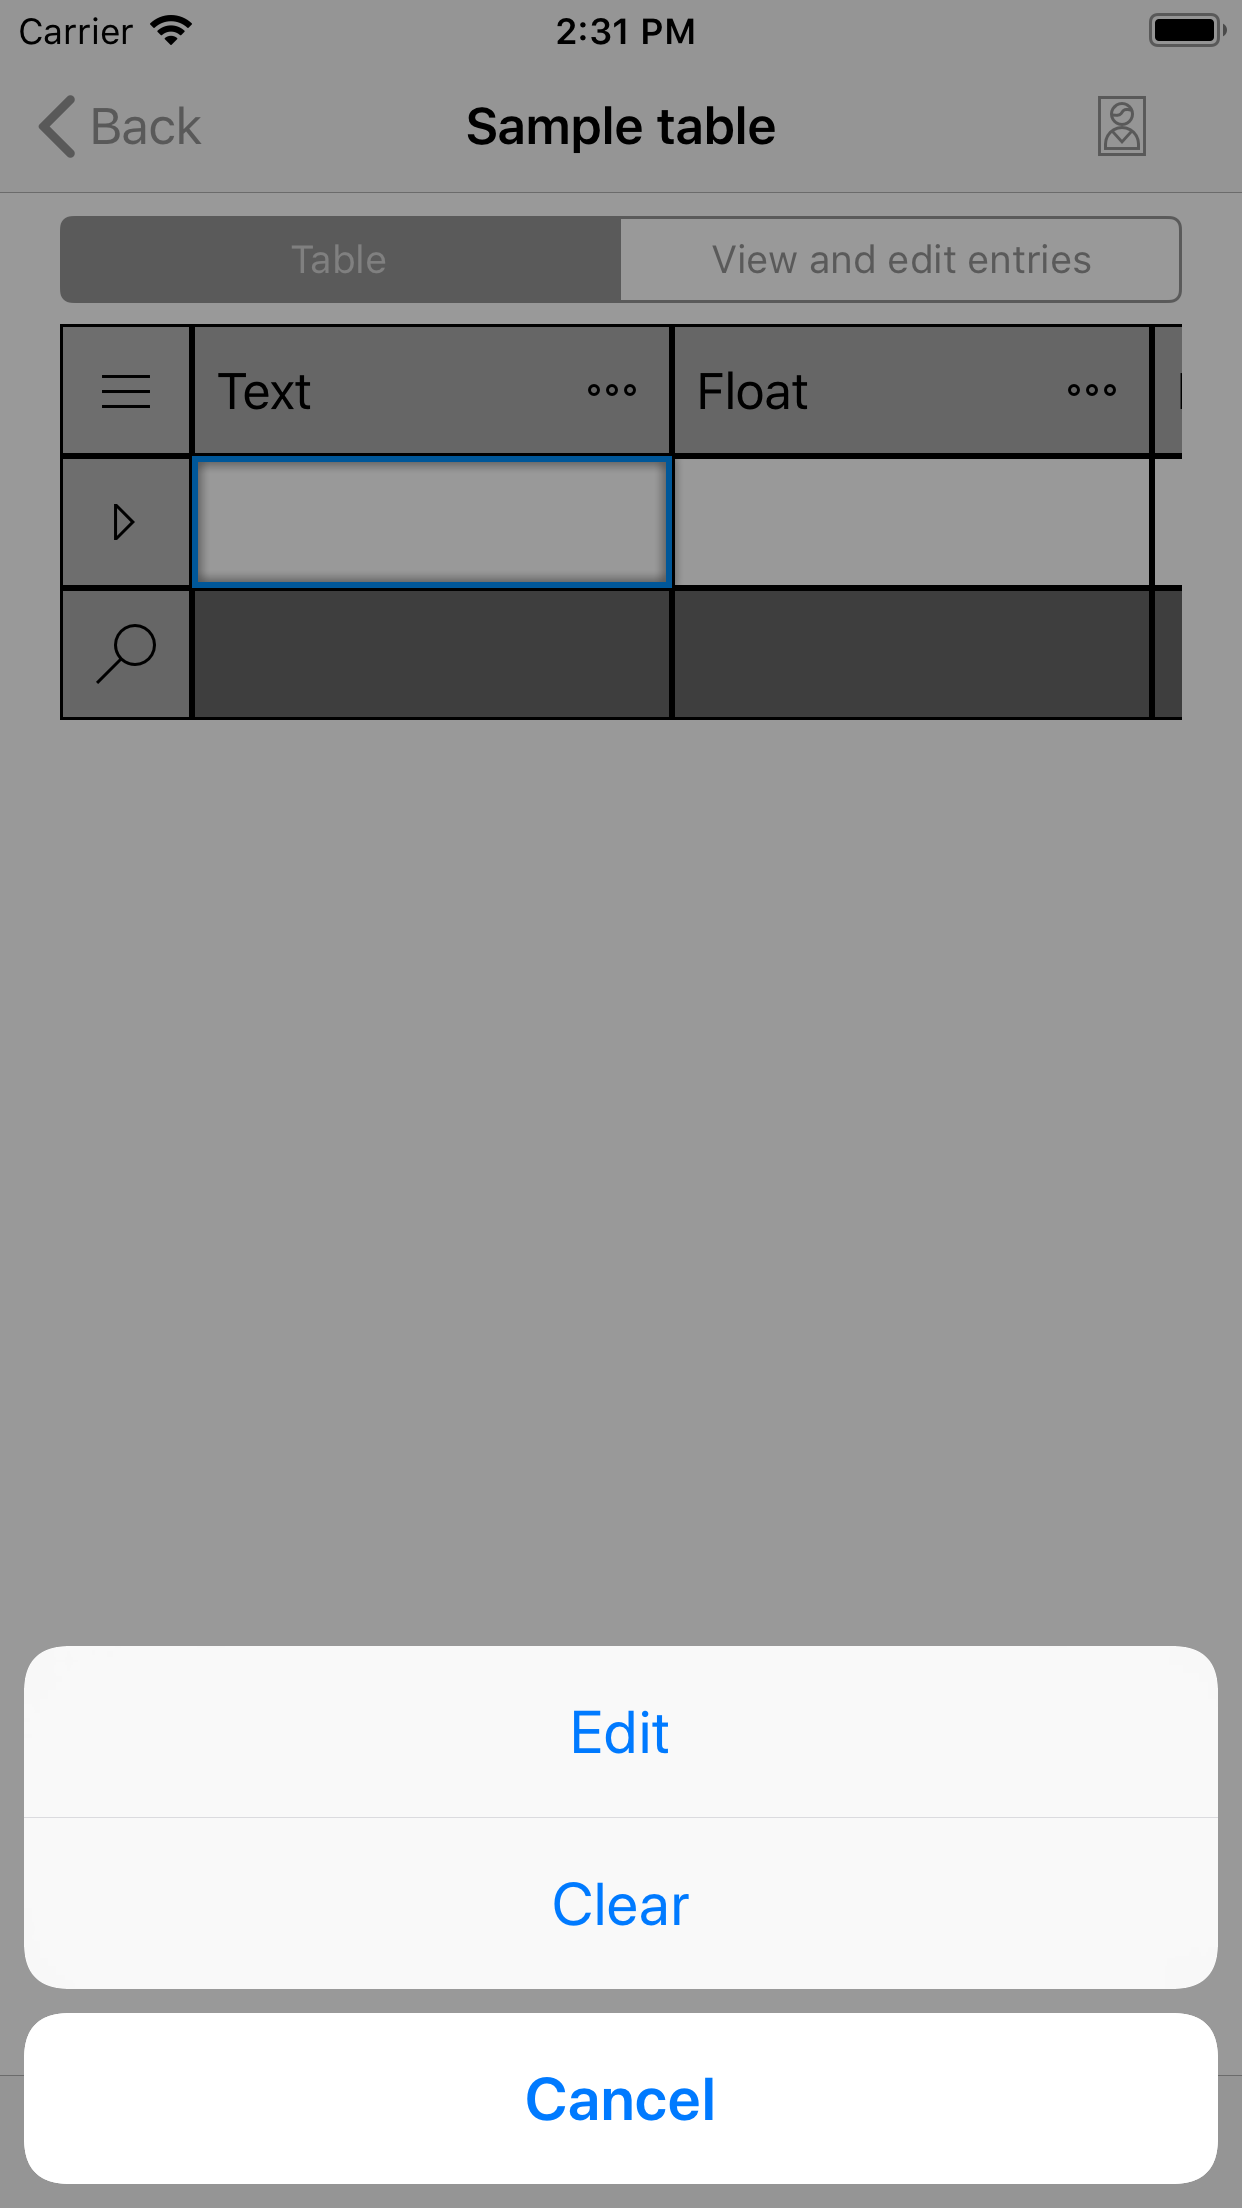 Carrier 2:31 PM
Back Sample table
Table View and edit entries
Text Float
Edit
Clear
Cancel